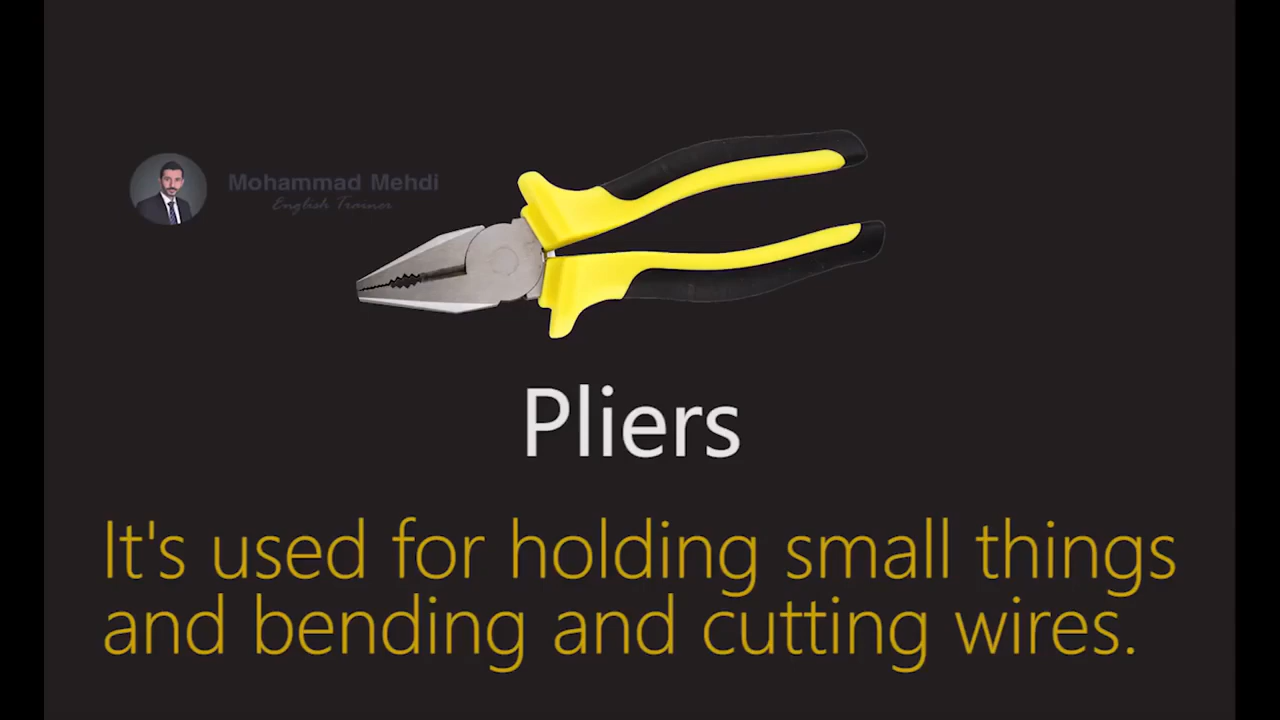 Mohammad Mehdi
English Trainer
Pliers
It's used for holding small things
and bending and cutting wires.